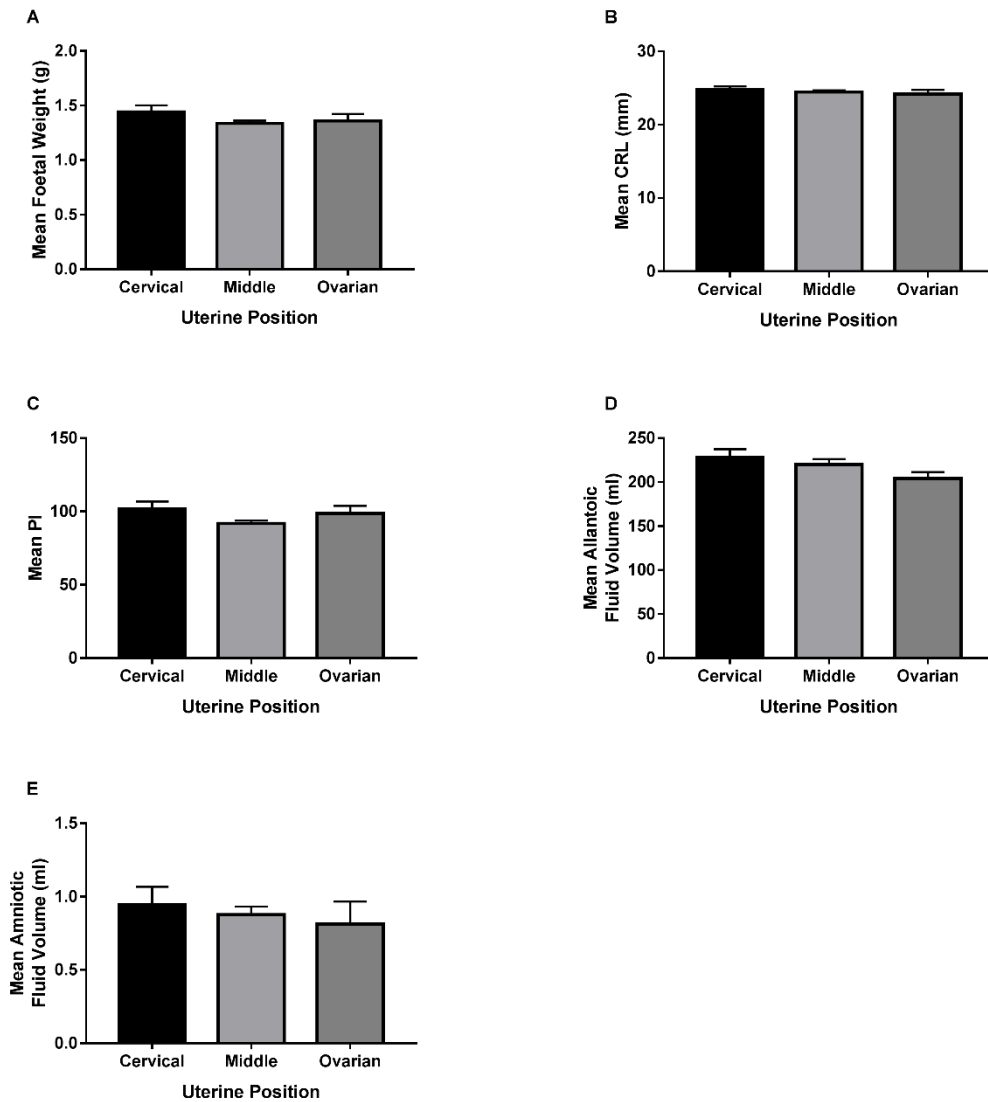 A
Mean Foetal Weight (g)
2.0
1.5
1.0
0.5
0.0
Cervical Middle Ovarian
Uterine Position
B
Mean CRL (mm)
30
20
10
0
Cervical Middle Ovarian
Uterine Position
C
Mean PI
150
100
50
0
Cervical Middle Ovarian
Uterine Position
D
Mean Allantoic
Fluid Volume (ml)
250
200
150
100
50
0
Cervical Middle Ovarian
Uterine Position
E
Mean Amniotic
Fluid Volume (ml)
1.5
1.0
0.5
0.0
Cervical Middle Ovarian
Uterine Position